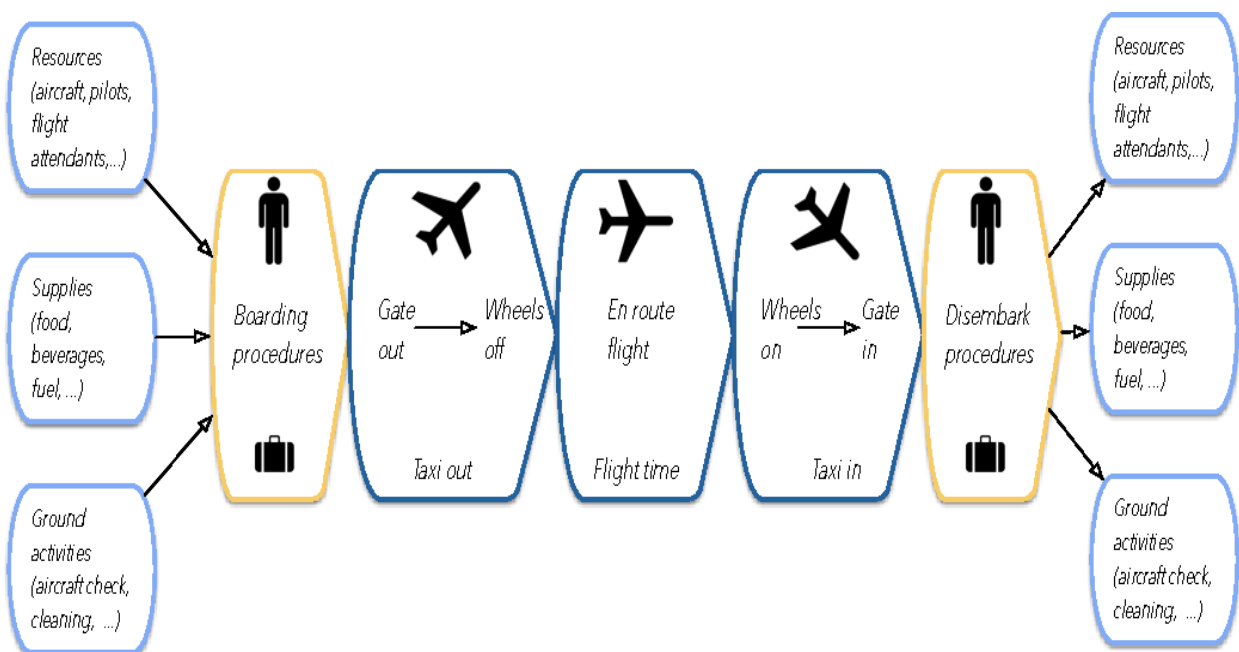 Resources
(aircraft, pilots,
flight
attendants,...)
Supplies
(food,
beverages,
fuel, ...)
Ground
activities
(aircraft check,
cleaning, ...)
Boarding
procedures
Gate
out
Wheels
off
Taxi out
En route
flight
Flight time
Wheels
on
Gate
in
Taxi in
Disembark
procedures
Resources
(aircraft, pilots,
flight
attendants,...)
Supplies
(food,
beverages,
fuel, ...)
Ground
activities
(aircraft check,
cleaning, ...)